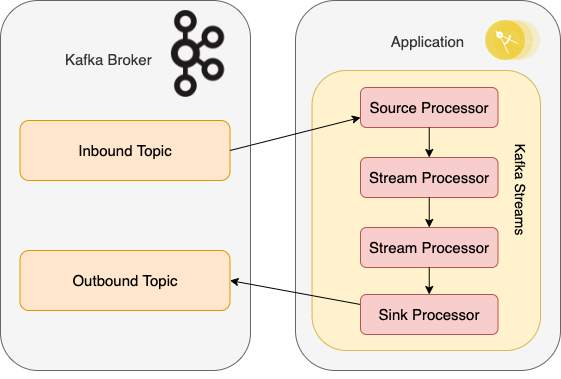 Kafka Broker
Inbound Topic
Outbound Topic
Application
Source Processor
Stream Processor
Stream Processor
Sink Processor
Kafka Streams